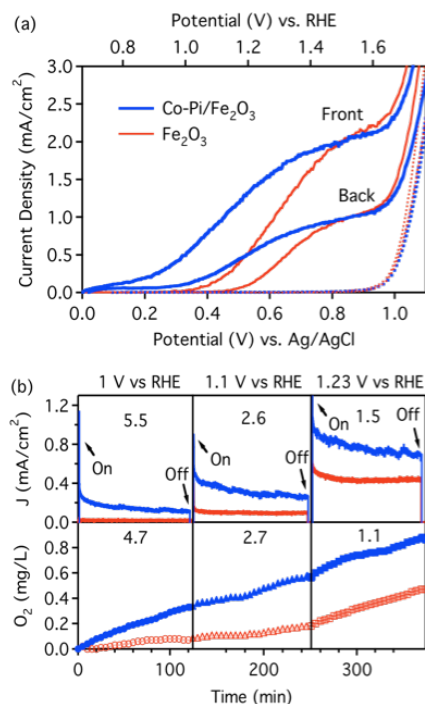 (a)
Potential (V) vs. RHE
0.8 1.0 1.2 1.4 1.6
3.0
2.5
2.0
1.5
1.0
0.5
0.0
Current Density (mA/cm²)
Co-Pi/Fe₂O₃
Fe₂O₃
Front
Back
0.0 0.2 0.4 0.6 0.8 1.0
Potential (V) vs. Ag/AgCl
(b)
1 V vs RHE 1.1 V vs RHE 1.23 V vs RHE
1.2
0.8
0.4
0.0
J (mA/cm²)
5.5 2.6 1.5
On Off On Off On Off
4.7 2.7 1.1
0.8
0.6
0.4
0.2
0.0
O₂ (mg/L)
0 100 200 300
Time (min)